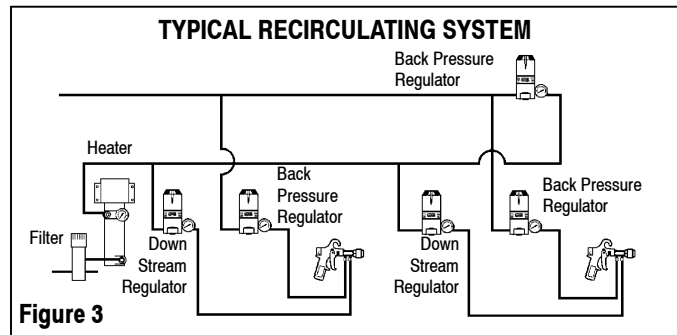 TYPICAL RECIRCULATING SYSTEM
Back Pressure
Regulator
Heater
Back
Pressure
Regulator
Back Pressure
Regulator
Filter
Down
Stream
Regulator
Down
Stream
Regulator
Figure 3